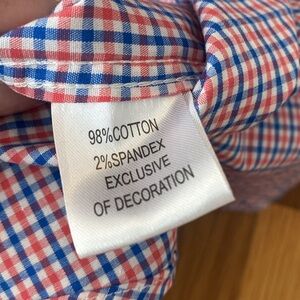 98%COTTON
2%SPANDEX
EXCLUSIVE
OF DECORATION